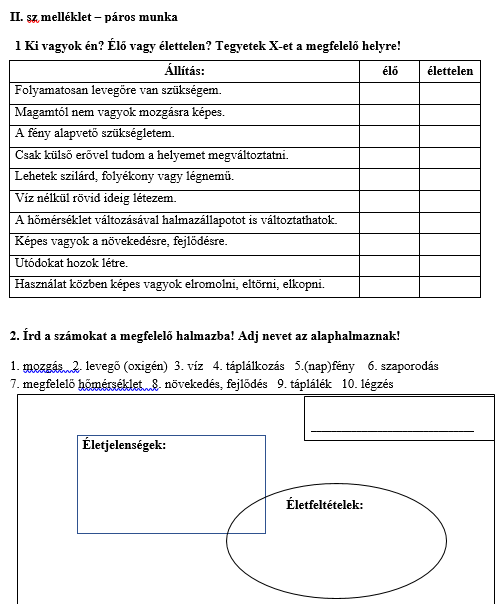 II. sz melléklet – páros munka
1 Ki vagyok én? Élő vagy élettelen? Tegyetek X-et a megfelelő helyre!
Állítás: élő élettelen
Folyamatosan levegőre van szükségem.
Magamtól nem vagyok mozgásra képes.
A fény alapvető szükségletem.
Csak külső erővel tudom a helyemet megváltoztatni.
Lehetek szilárd, folyékony vagy légnemű.
Víz nélkül rövid ideig létezem.
A hőmérséklet változásával halmazállapotot is változtathatok.
Képes vagyok a növekedésre, fejlődésre.
Utódokat hozok létre.
Használat közben képes vagyok elromolni, eltörni, elkopni.
2. Írd a számokat a megfelelő halmazba! Adj nevet az alaphalmaznak!
1. mozgás 2. levegő (oxigén) 3. víz 4. táplálkozás 5.(nap)fény 6. szaporodás
7. megfelelő hőmérséklet 8. növekedés, fejlődés 9. táplálék 10. légzés
Életjelenségek:
Életfeltételek: